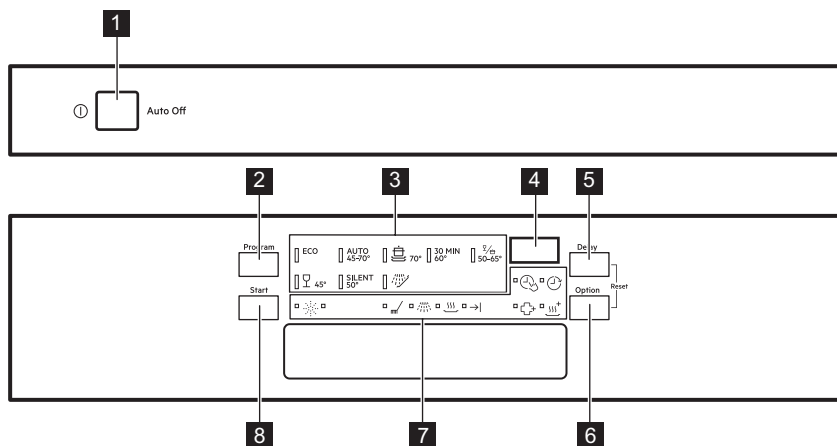 1
Auto Off
2
3
4
5
Program
ECO
AUTO
45-70°
70°
30 MIN
60°
50-65°
Delay
45°
SILENT
50°
Reset
Start
Option
8
7
6